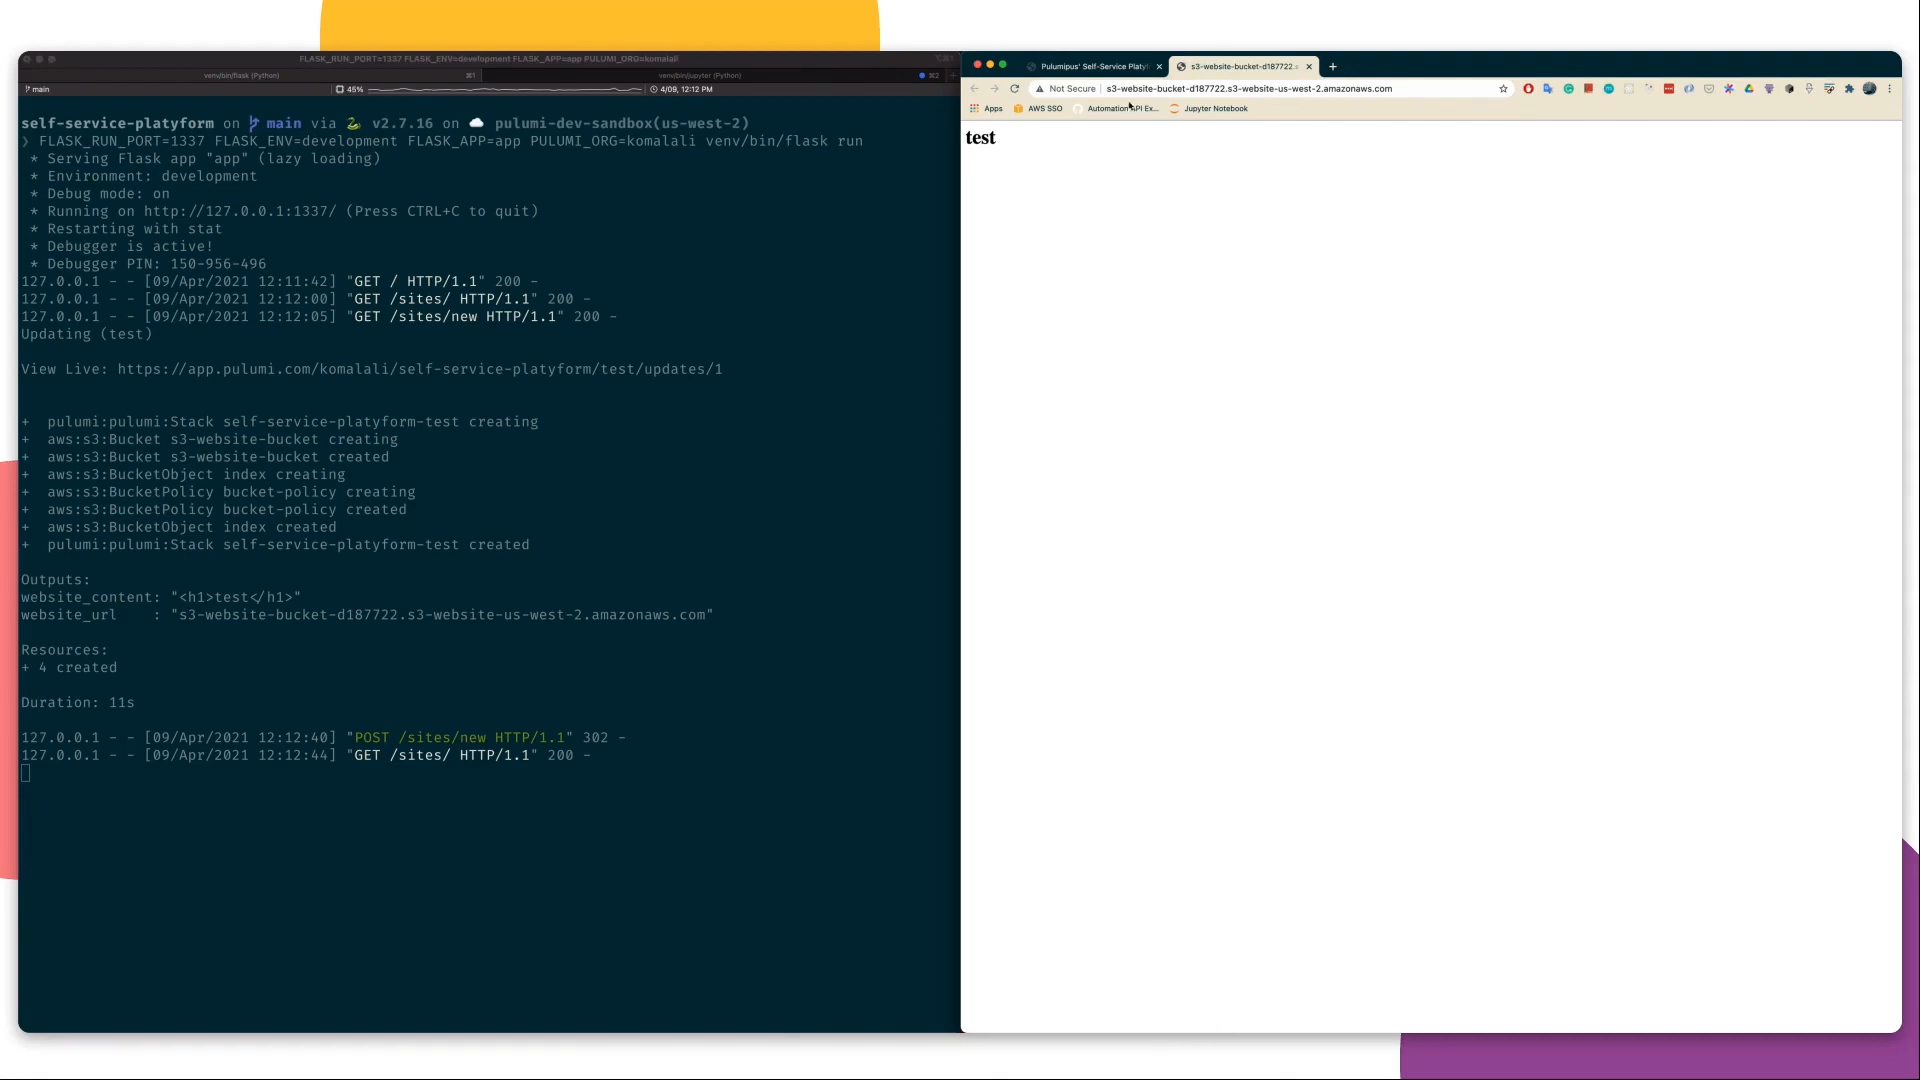 FLASK_RUN_PORT=1337 FLASK_ENV=development FLASK_APP=app PULUMI_ORG=komalali
venv/bin/flask (Python) ⌘1 venv/bin/jupyter (Python) ⌘2
main 45% 4/09, 12:12 PM
self-service-platyform on main via v2.7.16 on pulumi-dev-sandbox(us-west-2)
❯ FLASK_RUN_PORT=1337 FLASK_ENV=development FLASK_APP=app PULUMI_ORG=komalali venv/bin/flask run
* Serving Flask app "app" (lazy loading)
* Environment: development
* Debug mode: on
* Running on http://127.0.0.1:1337/ (Press CTRL+C to quit)
* Restarting with stat
* Debugger is active!
* Debugger PIN: 150-956-496
127.0.0.1 - - [09/Apr/2021 12:11:42] "GET / HTTP/1.1" 200 -
127.0.0.1 - - [09/Apr/2021 12:12:00] "GET /sites/ HTTP/1.1" 200 -
127.0.0.1 - - [09/Apr/2021 12:12:05] "GET /sites/new HTTP/1.1" 200 -
Updating (test)
View Live: https://app.pulumi.com/komalali/self-service-platyform/test/updates/1
+ pulumi:pulumi:Stack self-service-platyform-test creating
+ aws:s3:Bucket s3-website-bucket creating
+ aws:s3:Bucket s3-website-bucket created
+ aws:s3:BucketObject index creating
+ aws:s3:BucketPolicy bucket-policy creating
+ aws:s3:BucketPolicy bucket-policy created
+ aws:s3:BucketObject index created
+ pulumi:pulumi:Stack self-service-platyform-test created
Outputs:
website_content: "<h1>test</h1>"
website_url : "s3-website-bucket-d187722.s3-website-us-west-2.amazonaws.com"
Resources:
+ 4 created
Duration: 11s
127.0.0.1 - - [09/Apr/2021 12:12:40] "POST /sites/new HTTP/1.1" 302 -
127.0.0.1 - - [09/Apr/2021 12:12:44] "GET /sites/ HTTP/1.1" 200 -
Pulumipus' Self-Service Platy s3-website-bucket-d187722.s
Not Secure | s3-website-bucket-d187722.s3-website-us-west-2.amazonaws.com
Apps AWS SSO Automation API Ex... Jupyter Notebook
test